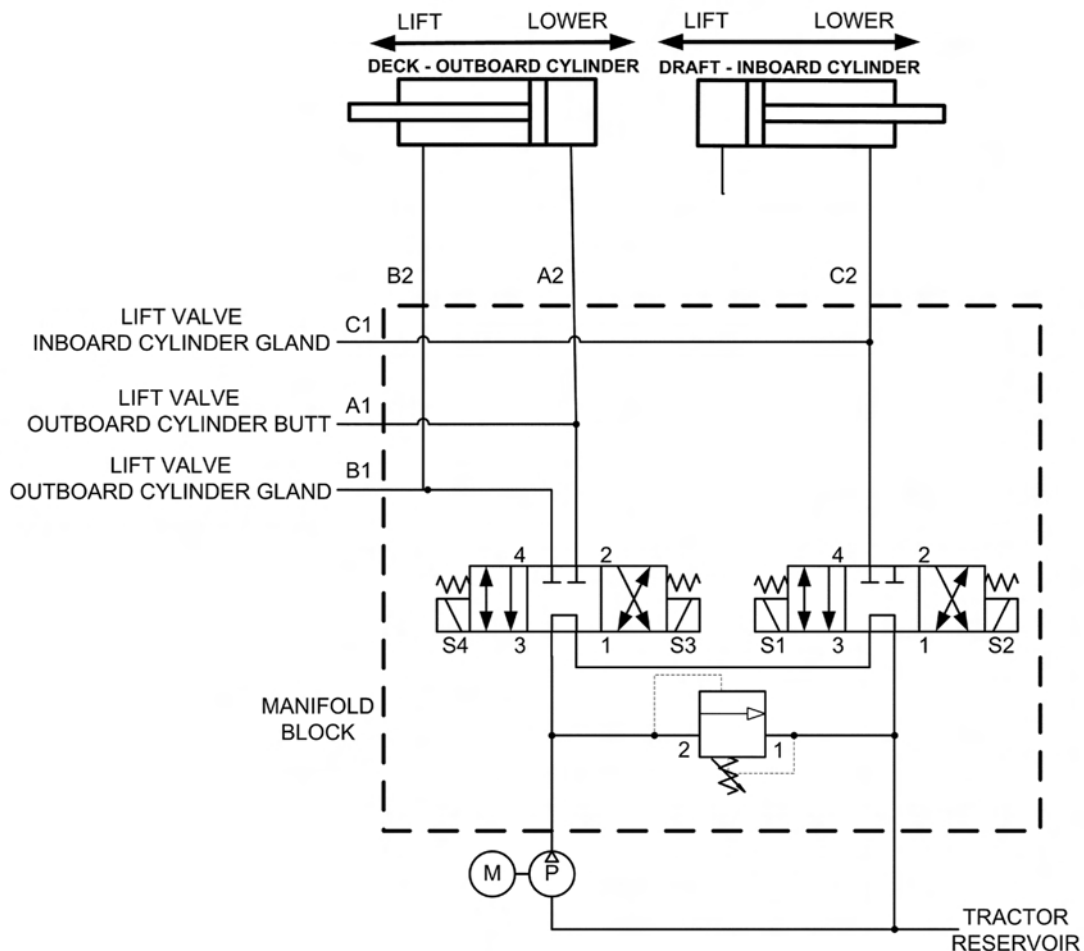 LIFT LOWER
LIFT LOWER
DECK - OUTBOARD CYLINDER
DRAFT - INBOARD CYLINDER
B2
A2
C2
LIFT VALVE
INBOARD CYLINDER GLAND
C1
LIFT VALVE
OUTBOARD CYLINDER BUTT
A1
LIFT VALVE
OUTBOARD CYLINDER GLAND
B1
4 2
4 2
S4 3 1 S3
S1 3 1 S2
MANIFOLD
BLOCK
2 1
M P
TRACTOR
RESERVOIR